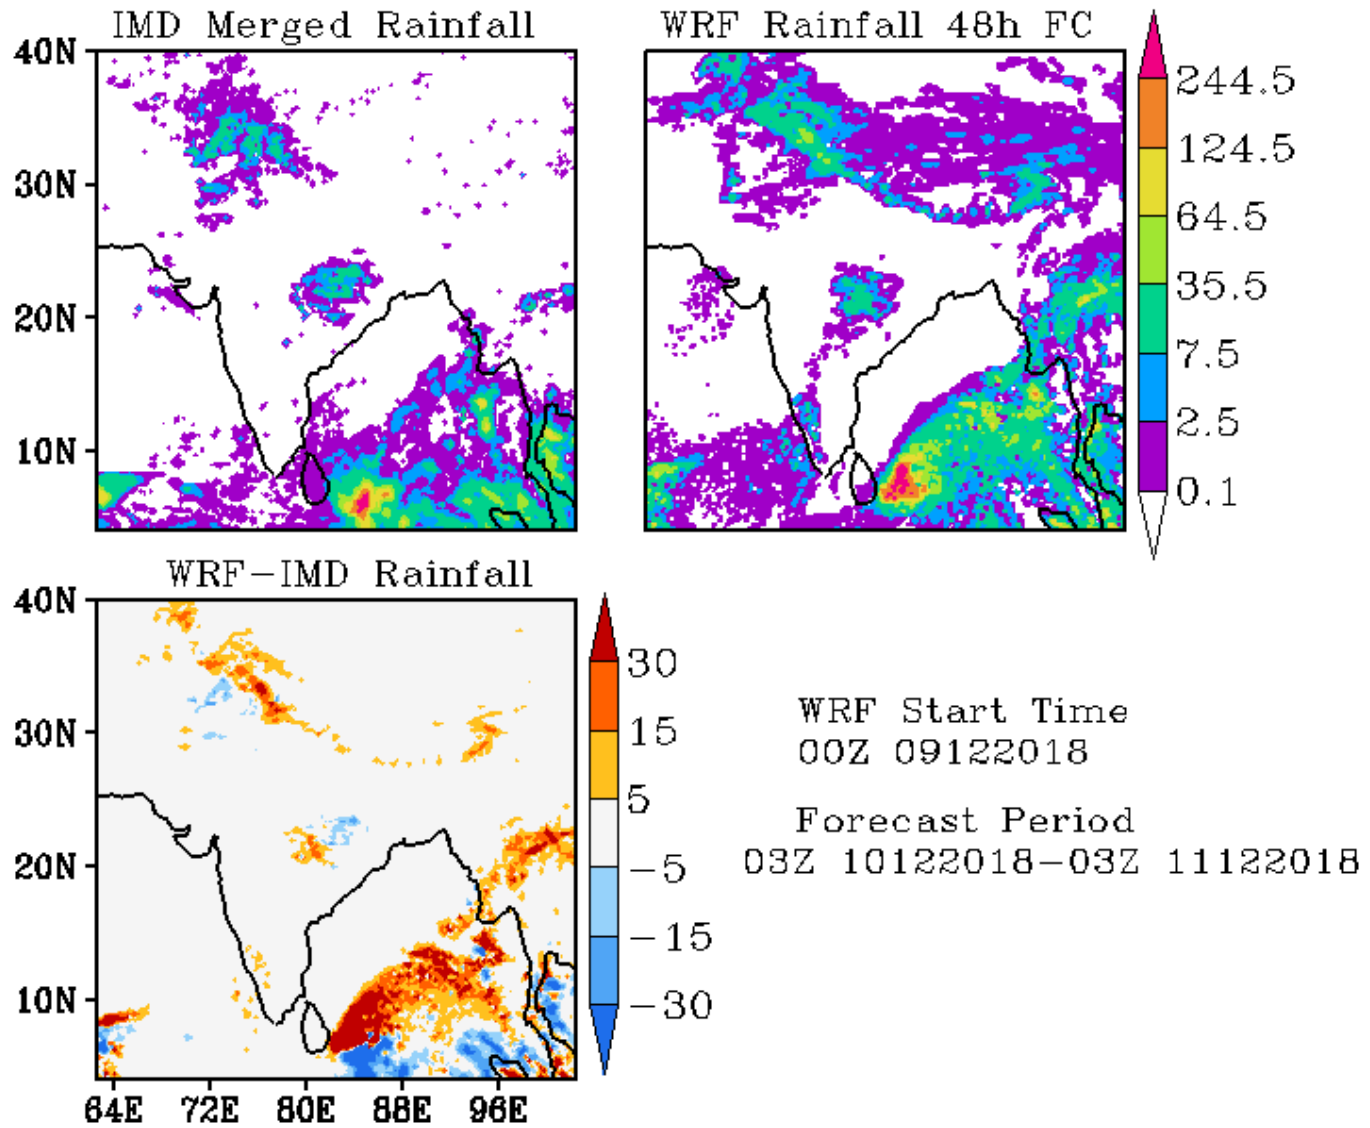 IMD Merged Rainfall
WRF Rainfall 48h FC
40N
30N
20N
10N
244.5
124.5
64.5
35.5
7.5
2.5
0.1
WRF-IMD Rainfall
40N
30N
20N
10N
64E 72E 80E 88E 96E
30
15
5
-5
-15
-30
WRF Start Time
00Z 09122018
Forecast Period
03Z 10122018-03Z 11122018